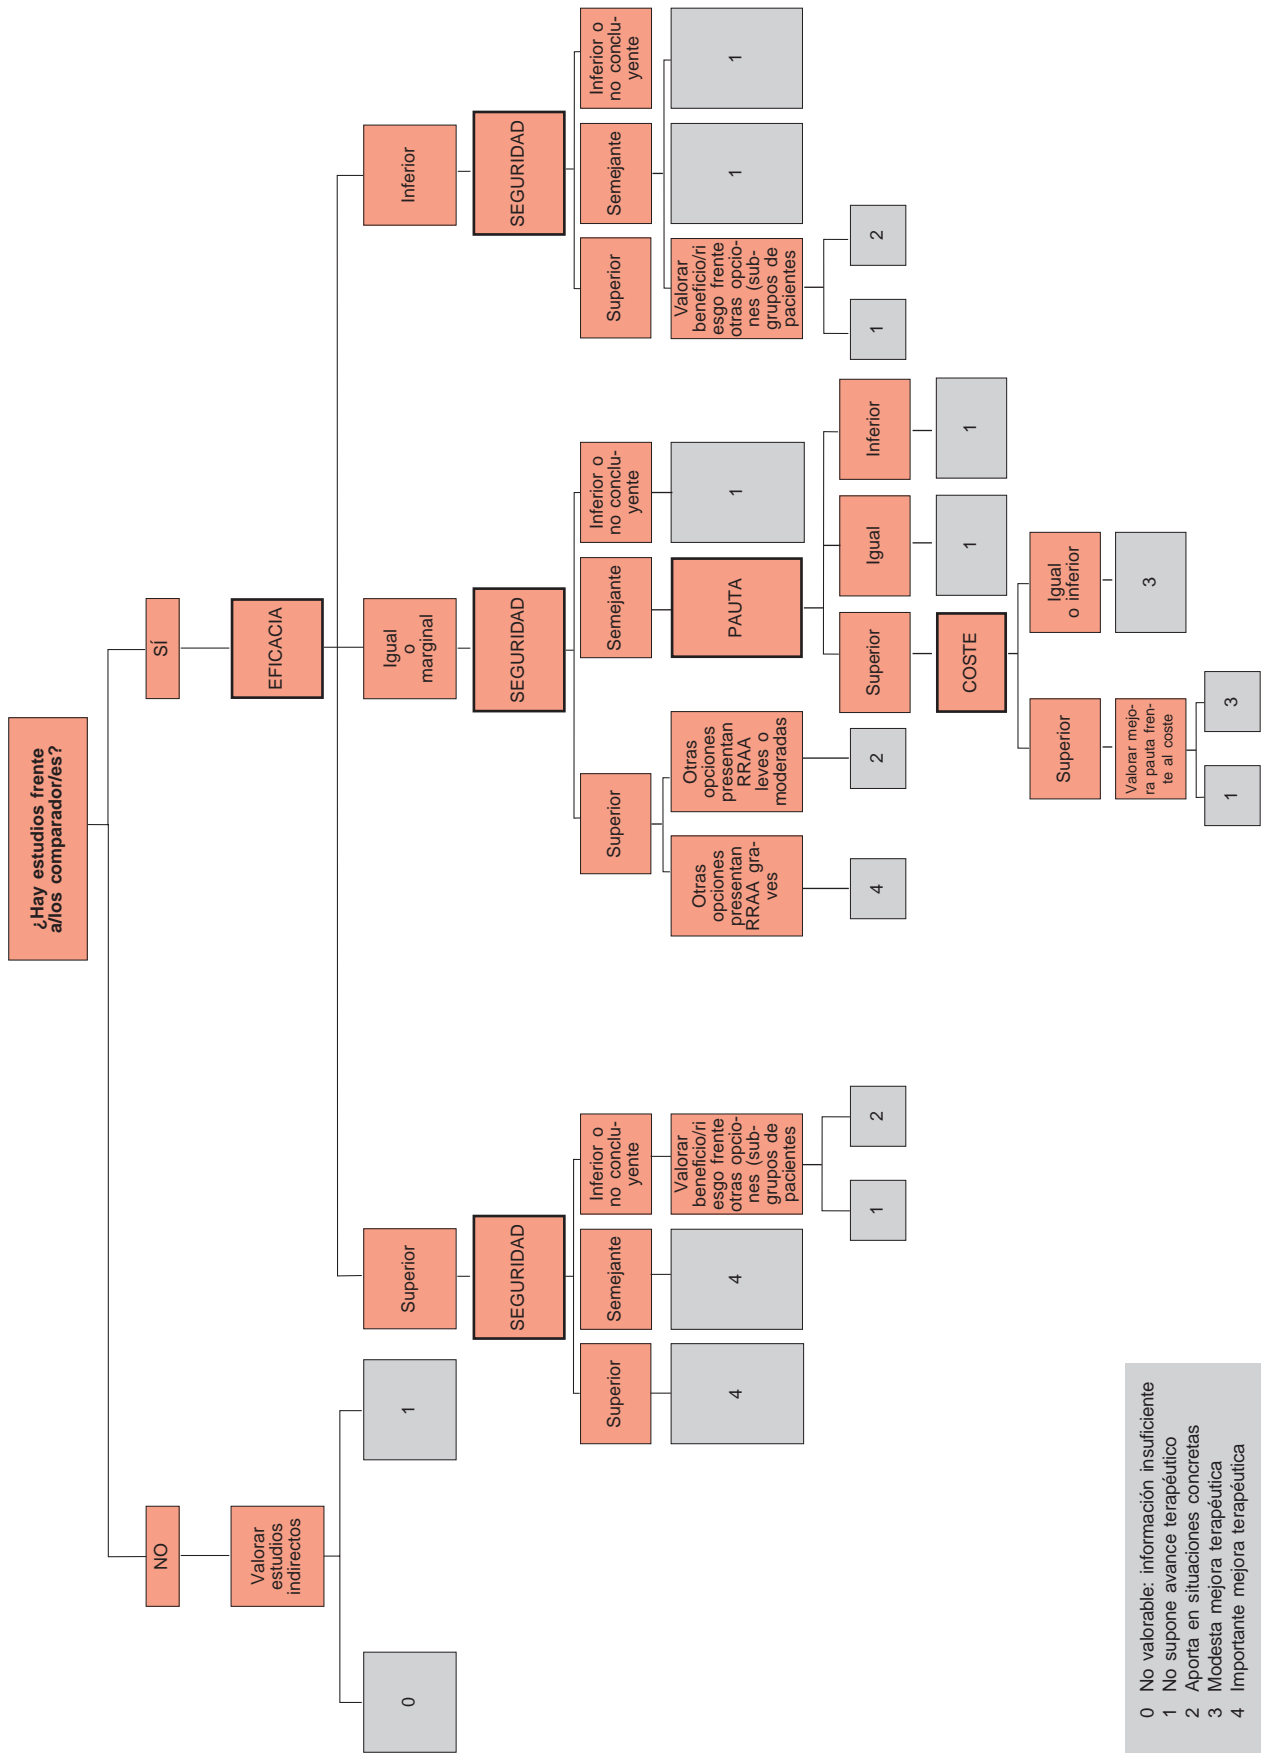 ¿Hay estudios frente
a/los comparador/es?
NO
SÍ
Valorar
estudios
indirectos
EFICACIA
0
1
Superior
Igual
o
marginal
Inferior
SEGURIDAD
SEGURIDAD
SEGURIDAD
Superior
Semejante
Inferior o
no conclu-
yente
Superior
Semejante
Inferior o
no conclu-
yente
Superior
Semejante
Inferior o
no conclu-
yente
4
4
Valorar
beneficio/ri
esgo frente
otras opcio-
nes (sub-
grupos de
pacientes
Otras
opciones
presentan
RRAA gra-
ves
Otras
opciones
presentan
RRAA
leves o
moderadas
PAUTA
1
Valorar
beneficio/ri
esgo frente
otras opcio-
nes (sub-
grupos de
pacientes
1
1
1
2
4
2
Superior
Igual
Inferior
1
2
COSTE
1
1
Superior
Igual
o inferior
Valorar mejo-
ra pauta fren-
te al coste
3
1
3
0 No valorable: información insuficiente
1 No supone avance terapéutico
2 Aporta en situaciones concretas
3 Modesta mejora terapéutica
4 Importante mejora terapéutica